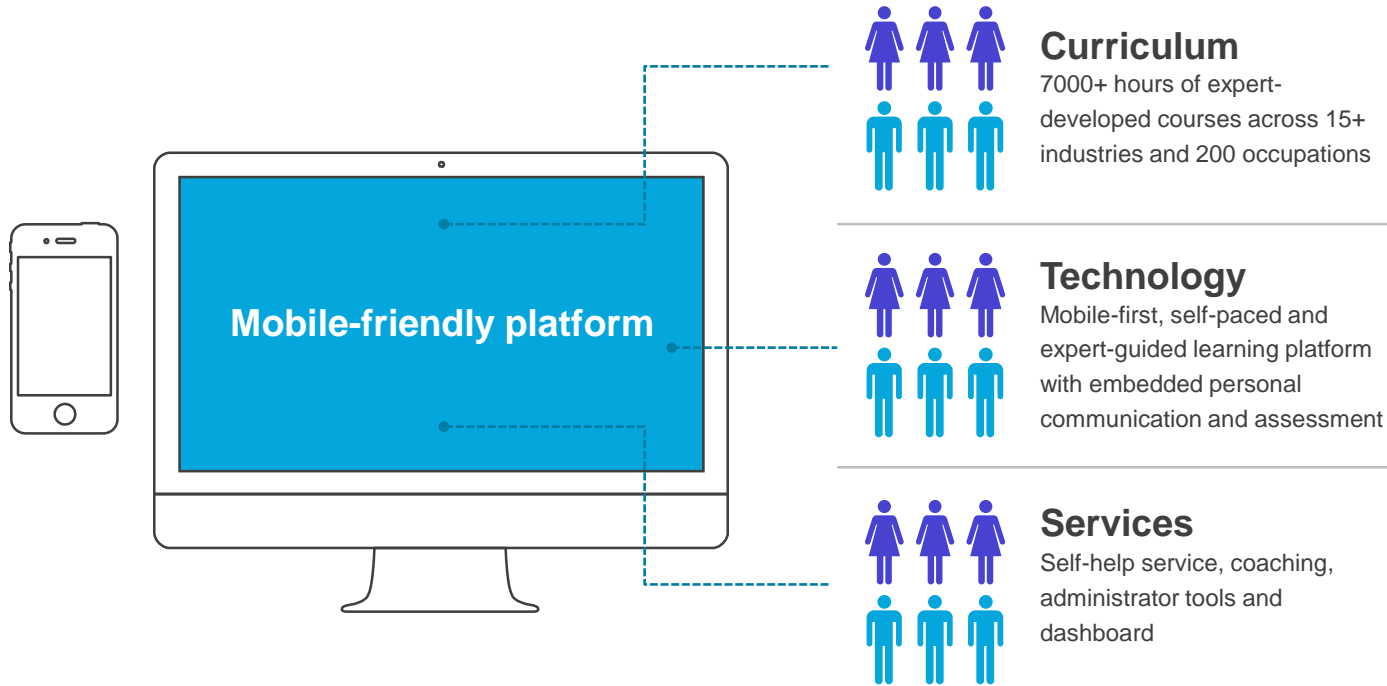 Mobile-friendly platform
Curriculum
7000+ hours of expert-
developed courses across 15+
industries and 200 occupations
Technology
Mobile-first, self-paced and
expert-guided learning platform
with embedded personal
communication and assessment
Services
Self-help service, coaching,
administrator tools and
dashboard